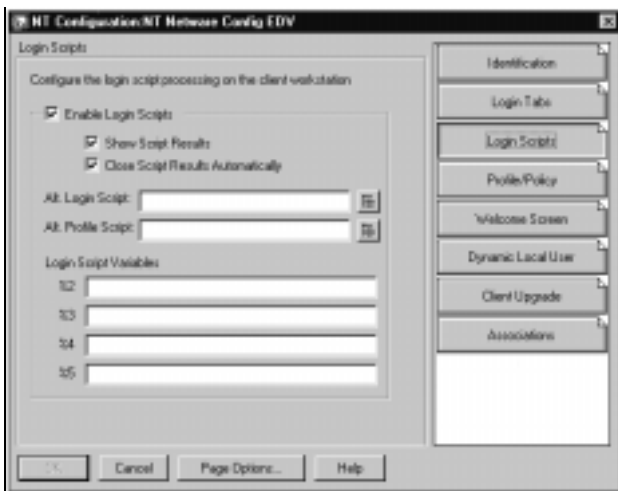 NT Configuration:NT Netware Config EDV
Login Scripts
Configure the login script processing on the client workstation
Enable Login Scripts
Show Script Results
Close Script Results Automatically
Alt. Login Script:
Alt. Profile Script:
Login Script Variables
%2
%3
%4
%5
Identification
Login Tabs
Login Scripts
Profile/Policy
Welcome Screen
Dynamic Local User
Client Upgrade
Associations
Cancel
Page Options...
Help